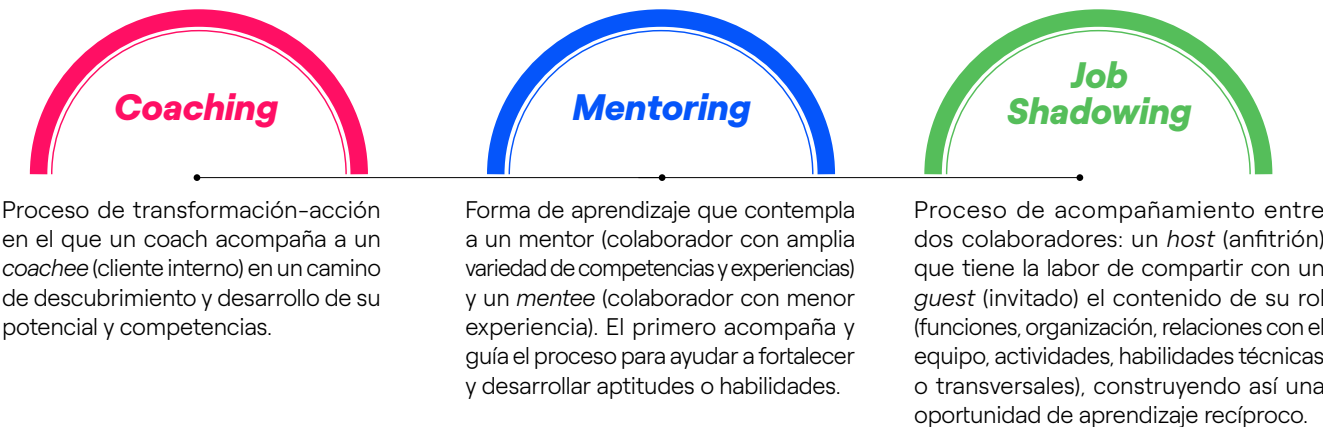 Coaching
Proceso de transformación-acción
en el que un coach acompaña a un
coachee (cliente interno) en un camino
de descubrimiento y desarrollo de su
potencial y competencias.
Mentoring
Forma de aprendizaje que contempla
a un mentor (colaborador con amplia
variedad de competencias y experiencias)
y un mentee (colaborador con menor
experiencia). El primero acompaña y
guía el proceso para ayudar a fortalecer
y desarrollar aptitudes o habilidades.
Job
Shadowing
Proceso de acompañamiento entre
dos colaboradores: un host (anfitrión)
que tiene la labor de compartir con un
guest (invitado) el contenido de su rol
(funciones, organización, relaciones con el
equipo, actividades, habilidades técnicas
o transversales), construyendo así una
oportunidad de aprendizaje recíproco.